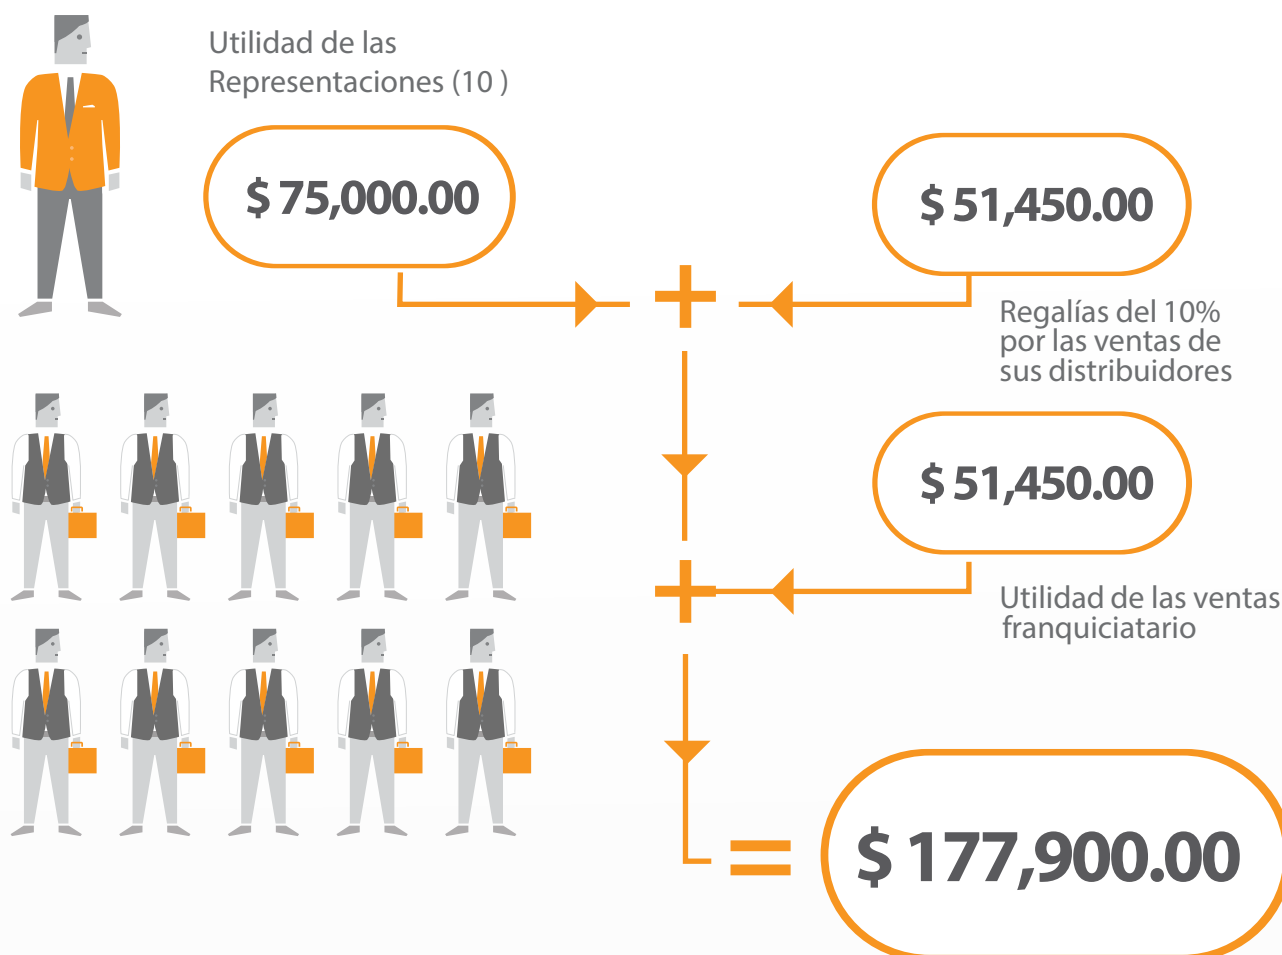 Utilidad de las
Representaciones (10 )
$ 75,000.00
$ 51,450.00
+
Regalías del 10%
por las ventas de
sus distribuidores
$ 51,450.00
+
Utilidad de las ventas
franquiciatario
=
$ 177,900.00